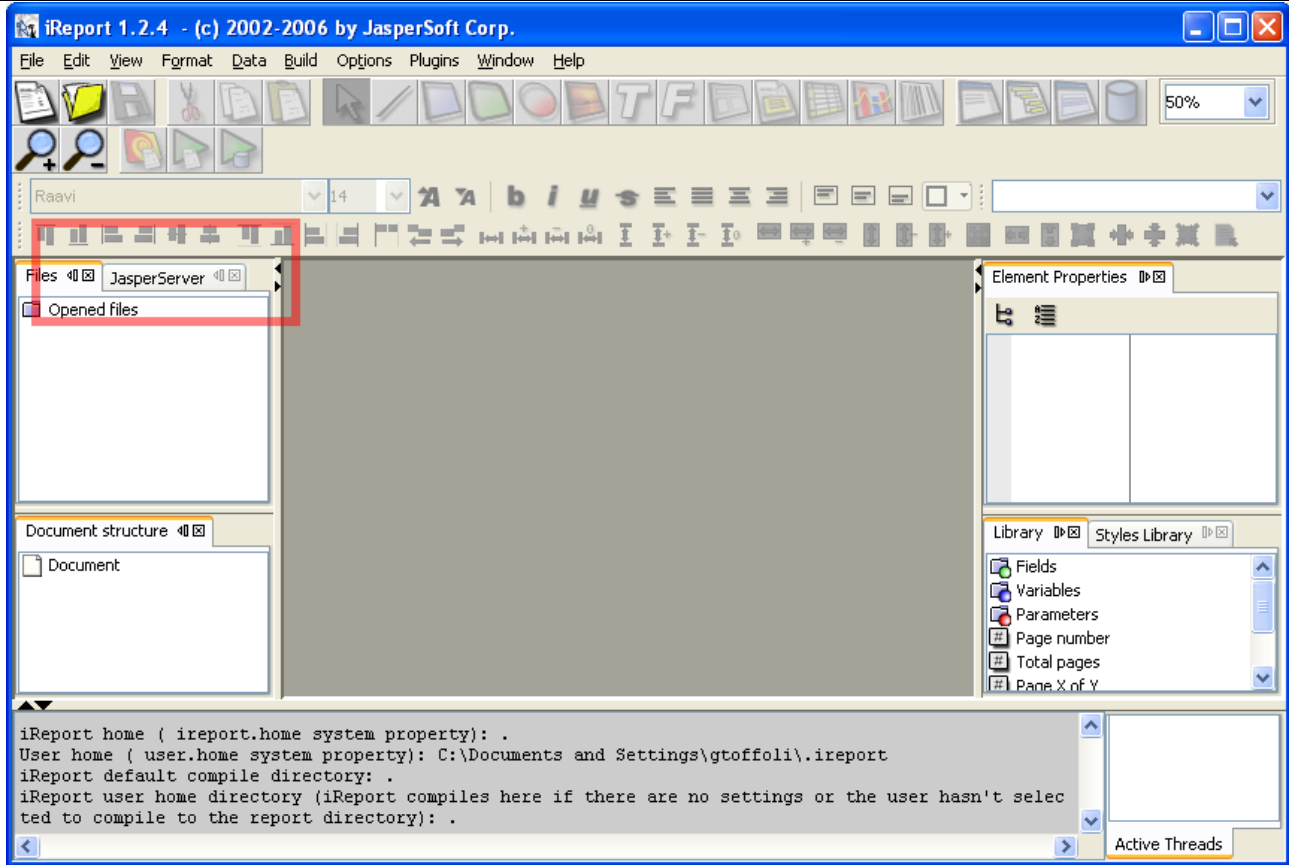 iReport 1.2.4 - (c) 2002-2006 by JasperSoft Corp.
File Edit View Format Data Build Options Plugins Window Help
50%
Raavi 14
Files JasperServer
Opened files
Element Properties
Document structure
Document
Library Styles Library
Fields
Variables
Parameters
Page number
Total pages
Page X of Y
iReport home ( ireport.home system property): .
User home ( user.home system property): C:\Documents and Settings\gtoffoli\.ireport
iReport default compile directory: .
iReport user home directory (iReport compiles here if there are no settings or the user hasn't selec
ted to compile to the report directory): .
Active Threads